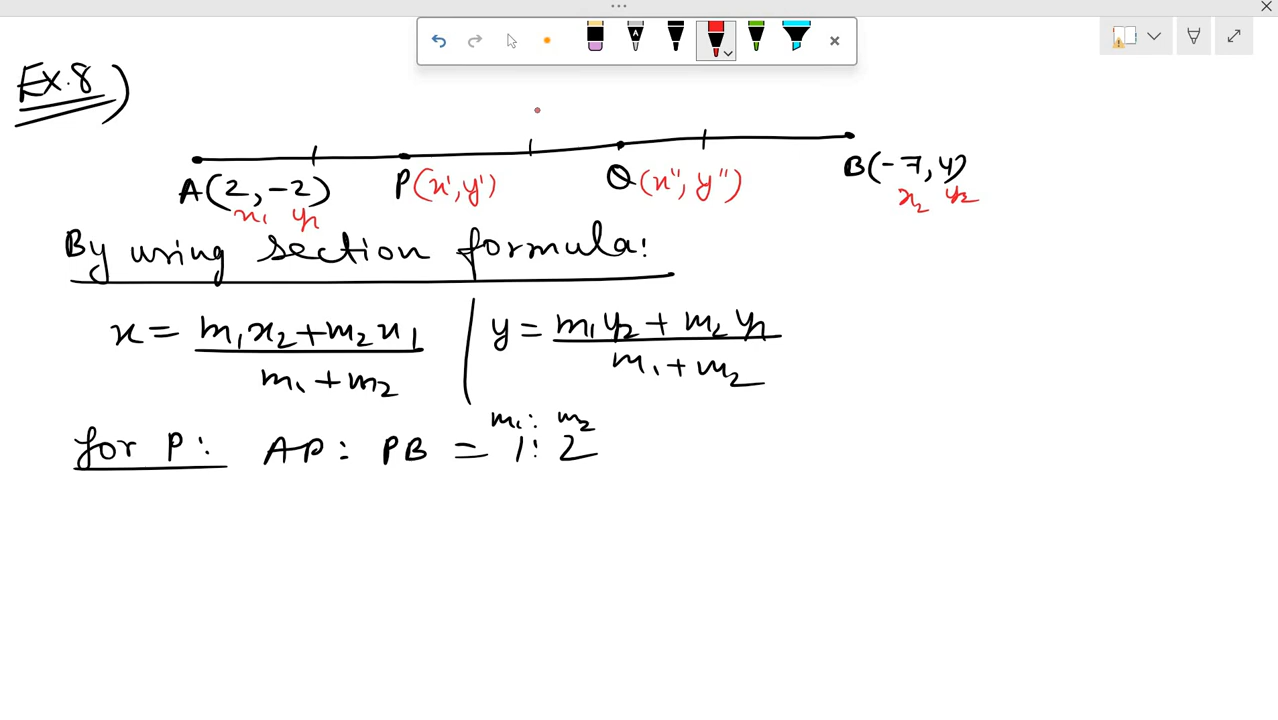 Ex.8)
A(2,-2) P(x',y') Q(x'',y'') B(-7,4)
x₁ y₁ x₂ y₂
By using section formula:
x = m₁x₂+m₂x₁ / m₁+m₂ | y = m₁y₂+m₂y₁ / m₁+m₂
m₁: m₂
for P: AP: PB = 1:2